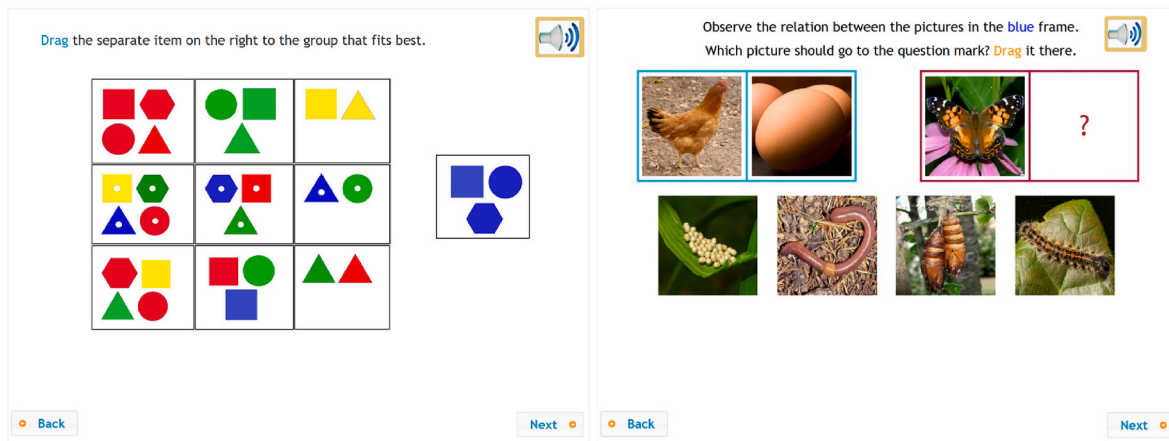 Drag the separate item on the right to the group that fits best.
Back
Next
Observe the relation between the pictures in the blue frame.
Which picture should go to the question mark? Drag it there.
?
Back
Next